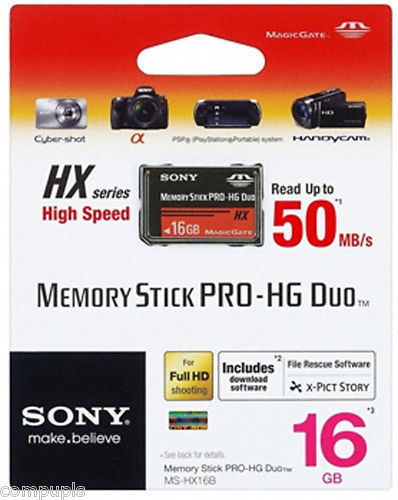 MAGICGATE™
Cyber-shot
α
PSP® (PlayStation®Portable) system
HANDYCAM®
HX series
High Speed
SONY
MEMORY STICK PRO-HG DUO
HX
◄16GB MAGICGATE
Read Up to *1
50 MB/s
MEMORY STICK PRO-HG DUO™
For
Full HD
shooting
Includes *2
download
software
File Rescue Software
x-PICT STORY
SONY
make.believe
16 *3
GB
• See back for details.
Memory Stick PRO-HG Duo™
MS-HX16B
compupls